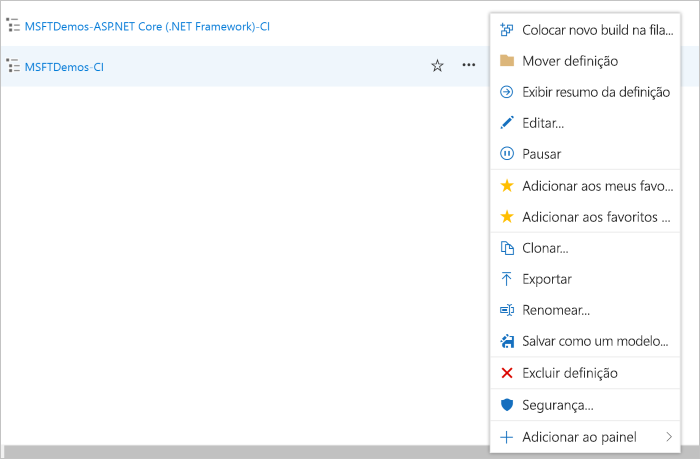 MSFTDemos-ASP.NET Core (.NET Framework)-CI
MSFTDemos-CI
Colocar novo build na fila...
Mover definição
Exibir resumo da definição
Editar...
Pausar
Adicionar aos meus favo...
Adicionar aos favoritos ...
Clonar...
Exportar
Renomear...
Salvar como um modelo...
Excluir definição
Segurança...
Adicionar ao painel